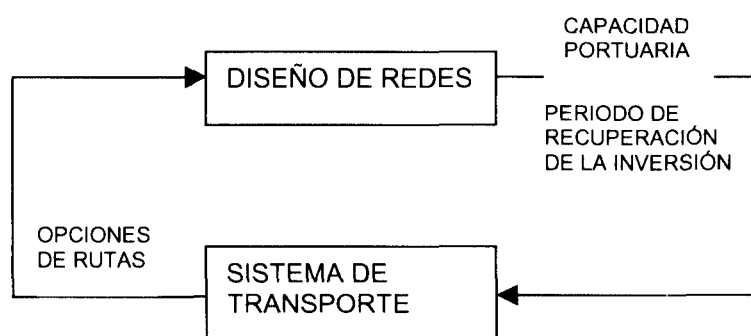 CAPACIDAD
PORTUARIA
DISEÑO DE REDES
PERIODO DE
RECUPERACIÓN
DE LA INVERSIÓN
OPCIONES
DE RUTAS
SISTEMA DE
TRANSPORTE